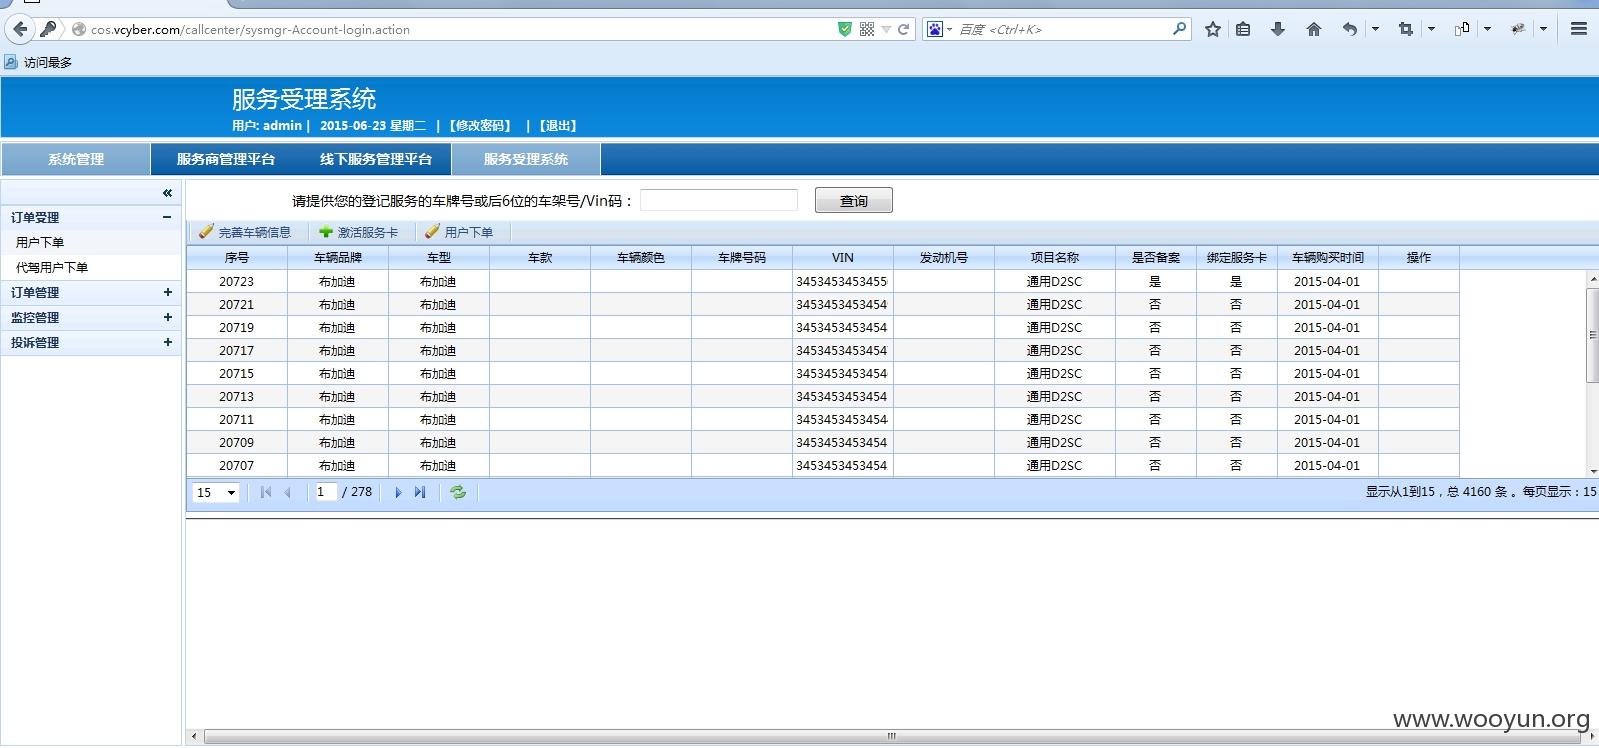 cos.vcyber.com/callcenter/sysmgr-Account-login.action
百度 <Ctrl+K>
访问最多
服务受理系统
用户: admin | 2015-06-23 星期二 | 【修改密码】 | 【退出】
系统管理 服务商管理平台 线下服务管理平台 服务受理系统
«
订单受理 −
用户下单
代驾用户下单
订单管理 +
监控管理 +
投诉管理 +
请提供您的登记服务的车牌号或后6位的车架号/Vin码： 查询
完善车辆信息 激活服务卡 用户下单
序号 车辆品牌 车型 车款 车辆颜色 车牌号码 VIN 发动机号 项目名称 是否备案 绑定服务卡 车辆购买时间 操作
20723 布加迪 布加迪 3453453453455 通用D2SC 是 是 2015-04-01
20721 布加迪 布加迪 3453453453454 通用D2SC 否 否 2015-04-01
20719 布加迪 布加迪 3453453453454 通用D2SC 否 否 2015-04-01
20717 布加迪 布加迪 3453453453454 通用D2SC 否 否 2015-04-01
20715 布加迪 布加迪 3453453453454 通用D2SC 否 否 2015-04-01
20713 布加迪 布加迪 3453453453454 通用D2SC 否 否 2015-04-01
20711 布加迪 布加迪 3453453453454 通用D2SC 否 否 2015-04-01
20709 布加迪 布加迪 3453453453454 通用D2SC 否 否 2015-04-01
20707 布加迪 布加迪 3453453453454 通用D2SC 否 否 2015-04-01
15 1 / 278 显示从1到15，总 4160 条 。每页显示：15
www.wooyun.org